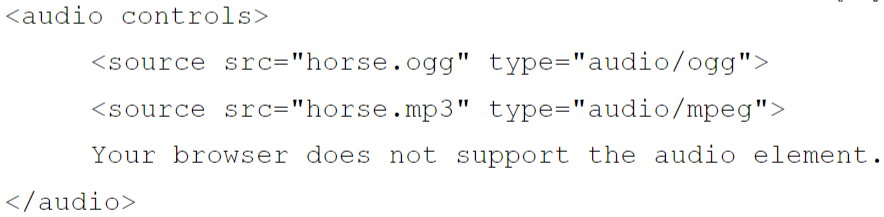 <audio controls>
<source src="horse.ogg" type="audio/ogg">
<source src="horse.mp3" type="audio/mpeg">
Your browser does not support the audio element.
</audio>